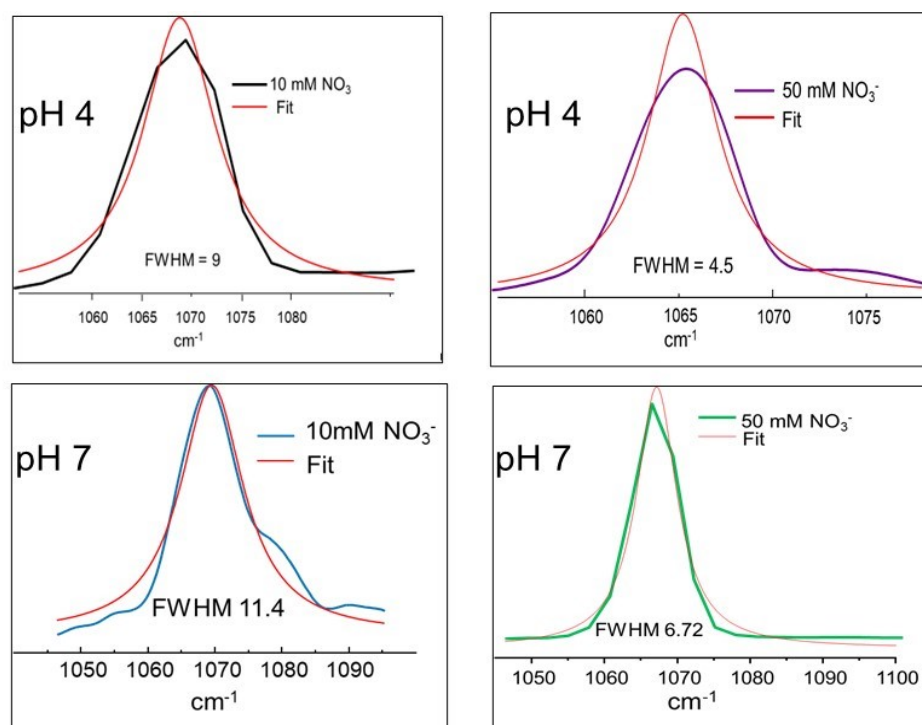 10 mM NO₃
Fit
pH 4
FWHM = 9
1060 1065 1070 1075 1080
cm⁻¹
50 mM NO₃⁻
Fit
pH 4
FWHM = 4.5
1060 1065 1070 1075
cm⁻¹
10mM NO₃⁻
Fit
pH 7
FWHM 11.4
1050 1060 1070 1080 1090
cm⁻¹
50 mM NO₃⁻
Fit
pH 7
FWHM 6.72
1050 1060 1070 1080 1090 1100
cm⁻¹